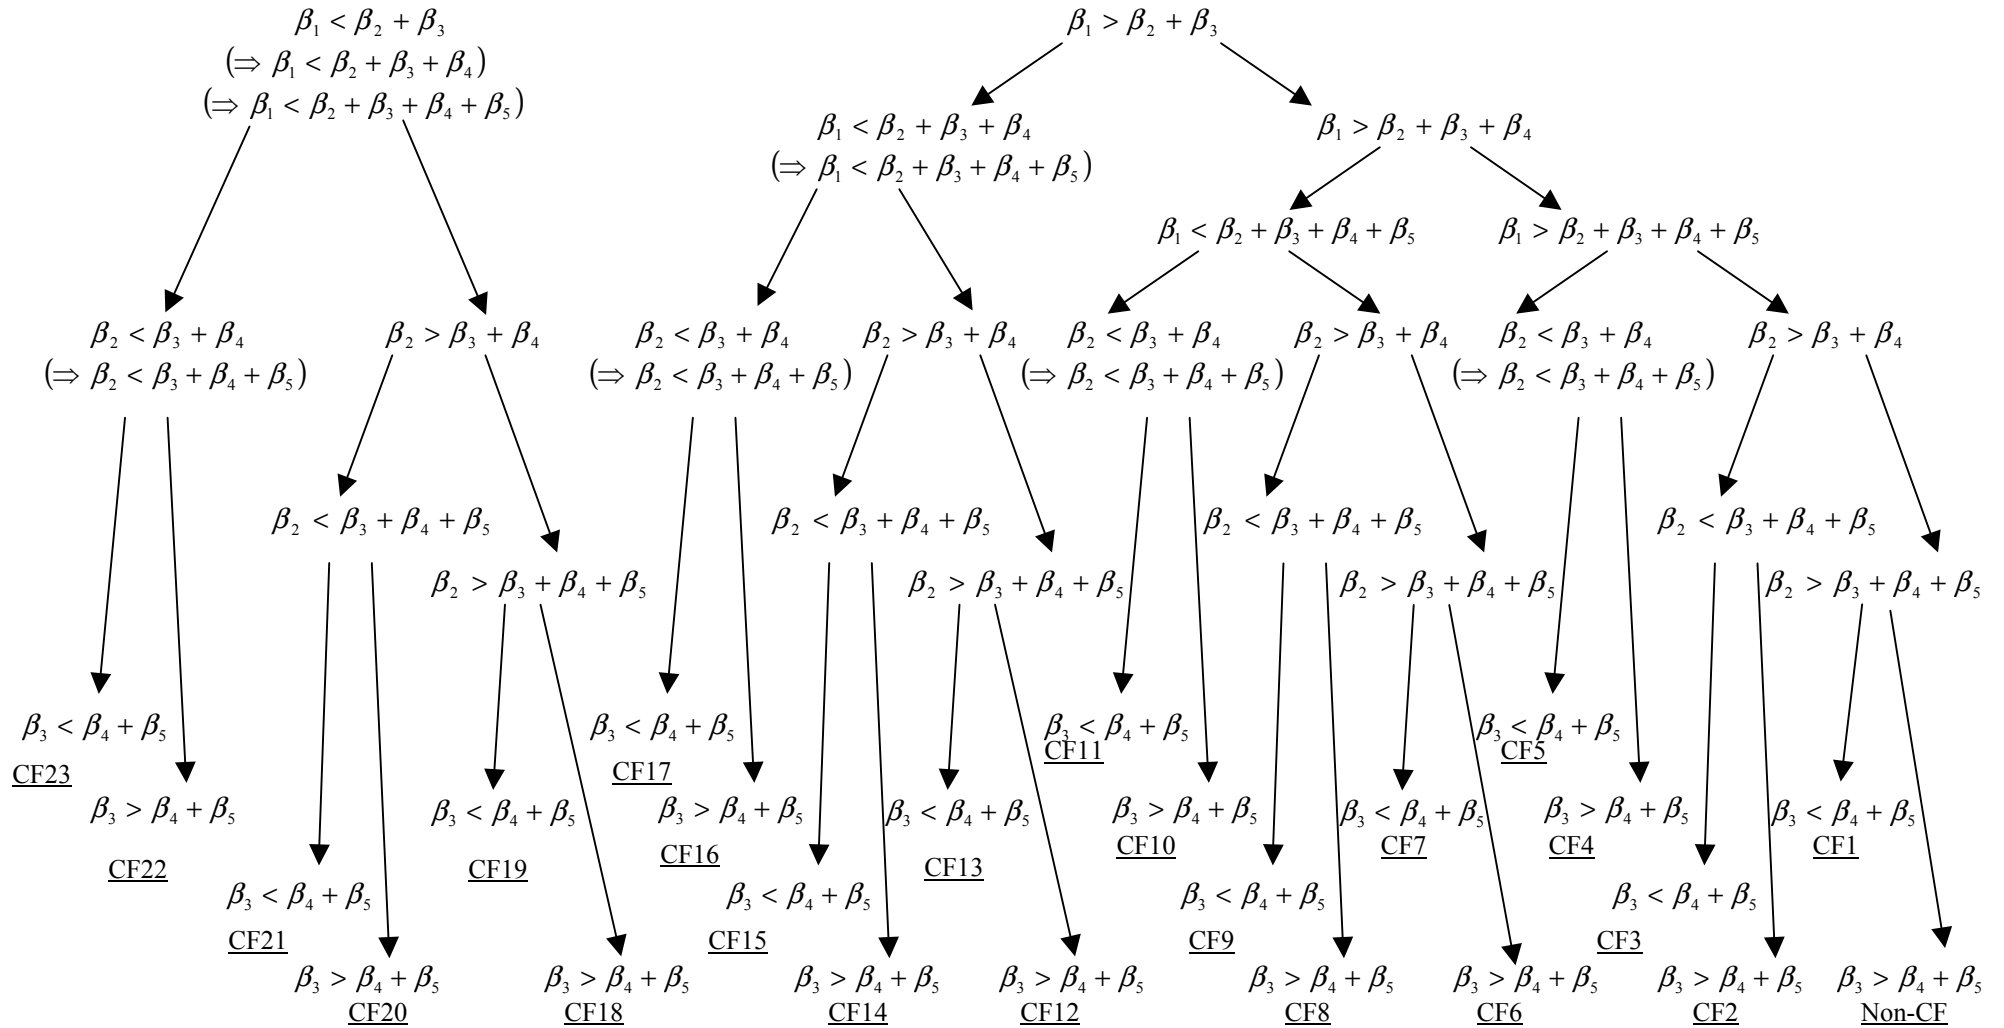 β₁ < β₂ + β₃
(⇒ β₁ < β₂ + β₃ + β₄)
(⇒ β₁ < β₂ + β₃ + β₄ + β₅)
β₁ > β₂ + β₃
β₁ < β₂ + β₃ + β₄
(⇒ β₁ < β₂ + β₃ + β₄ + β₅)
β₁ > β₂ + β₃ + β₄
β₁ < β₂ + β₃ + β₄ + β₅
β₁ > β₂ + β₃ + β₄ + β₅
β₂ < β₃ + β₄
(⇒ β₂ < β₃ + β₄ + β₅)
β₂ > β₃ + β₄
β₂ < β₃ + β₄
(⇒ β₂ < β₃ + β₄ + β₅)
β₂ > β₃ + β₄
β₂ < β₃ + β₄
(⇒ β₂ < β₃ + β₄ + β₅)
β₂ > β₃ + β₄
β₂ < β₃ + β₄
(⇒ β₂ < β₃ + β₄ + β₅)
β₂ > β₃ + β₄
β₂ < β₃ + β₄ + β₅
β₂ > β₃ + β₄ + β₅
β₂ < β₃ + β₄ + β₅
β₂ > β₃ + β₄ + β₅
β₂ < β₃ + β₄ + β₅
β₂ > β₃ + β₄ + β₅
β₂ < β₃ + β₄ + β₅
β₂ > β₃ + β₄ + β₅
β₃ < β₄ + β₅
CF23
β₃ > β₄ + β₅
CF22
β₃ < β₄ + β₅
CF21
β₃ > β₄ + β₅
CF20
β₃ < β₄ + β₅
CF19
β₃ > β₄ + β₅
CF18
β₃ < β₄ + β₅
CF17
β₃ > β₄ + β₅
CF16
β₃ < β₄ + β₅
CF15
β₃ > β₄ + β₅
CF14
β₃ < β₄ + β₅
CF13
β₃ > β₄ + β₅
CF12
β₃ < β₄ + β₅
CF11
β₃ > β₄ + β₅
CF10
β₃ < β₄ + β₅
CF9
β₃ > β₄ + β₅
CF8
β₃ < β₄ + β₅
CF7
β₃ > β₄ + β₅
CF6
β₃ < β₄ + β₅
CF5
β₃ > β₄ + β₅
CF4
β₃ < β₄ + β₅
CF3
β₃ > β₄ + β₅
CF2
β₃ < β₄ + β₅
CF1
β₃ > β₄ + β₅
Non-CF